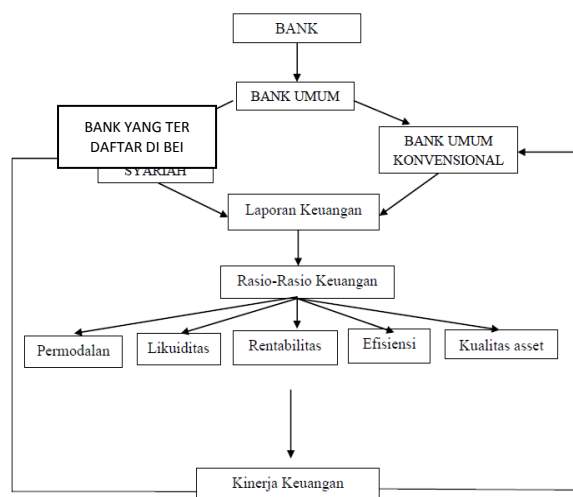 BANK
BANK UMUM
BANK YANG TER
DAFTAR DI BEI
SYARIAH
BANK UMUM
KONVENSIONAL
Laporan Keuangan
Rasio-Rasio Keuangan
Permodalan
Likuiditas
Rentabilitas
Efisiensi
Kualitas asset
Kinerja Keuangan